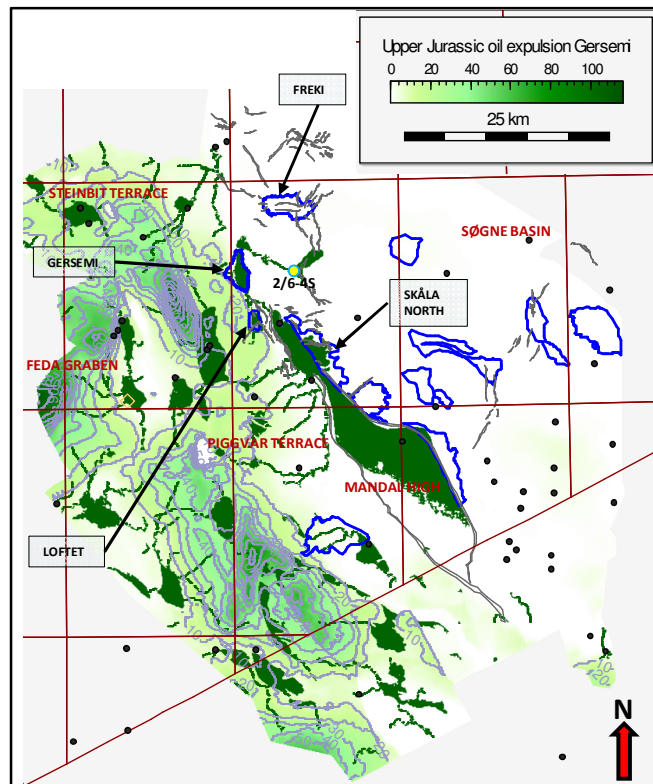 Upper Jurassic oil expulsion Gersemi
0 20 40 60 80 100
25 km
FREKI
STEINBIT TERRACE
SØGNE BASIN
GERSEMI
2/6-4S
SKÅLA
NORTH
FEDA GRABEN
PIGGVAR TERRACE
MANDAL HIGH
LOFTET
N